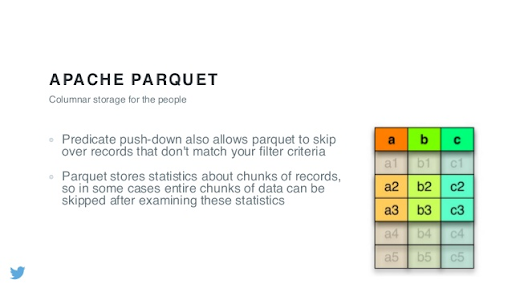 APACHE PARQUET
Columnar storage for the people
Predicate push-down also allows parquet to skip
over records that don't match your filter criteria
Parquet stores statistics about chunks of records,
so in some cases entire chunks of data can be
skipped after examining these statistics
a b c
a1 b1 c1
a2 b2 c2
a3 b3 c3
a4 b4 c4
a5 b5 c5